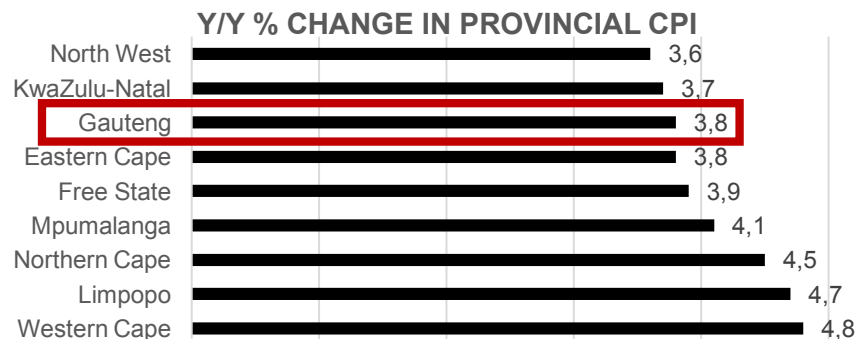 Y/Y % CHANGE IN PROVINCIAL CPI
North West 3,6
KwaZulu-Natal 3,7
Gauteng 3,8
Eastern Cape 3,8
Free State 3,9
Mpumalanga 4,1
Northern Cape 4,5
Limpopo 4,7
Western Cape 4,8